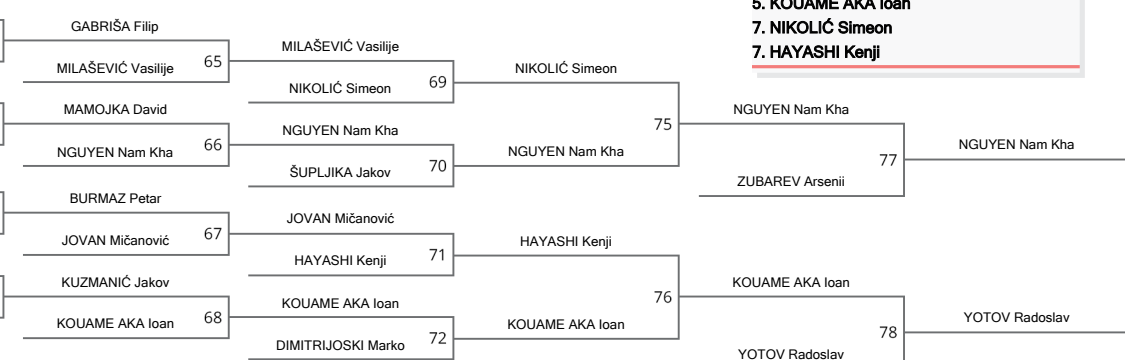 5. KOUAME AKA Ioan
7. NIKOLIĆ Simeon
7. HAYASHI Kenji
GABRIŠA Filip
MILAŠEVIĆ Vasilije
65
MAMOJKA David
NGUYEN Nam Kha
66
BURMAZ Petar
JOVAN Mičanović
67
KUZMANIĆ Jakov
KOUAME AKA Ioan
68
MILAŠEVIĆ Vasilije
NIKOLIĆ Simeon
69
NGUYEN Nam Kha
ŠUPLJIKA Jakov
70
JOVAN Mičanović
HAYASHI Kenji
71
KOUAME AKA Ioan
DIMITRIJOSKI Marko
72
NIKOLIĆ Simeon
NGUYEN Nam Kha
75
HAYASHI Kenji
KOUAME AKA Ioan
76
NGUYEN Nam Kha
ZUBAREV Arsenii
77
KOUAME AKA Ioan
YOTOV Radoslav
78
NGUYEN Nam Kha
YOTOV Radoslav